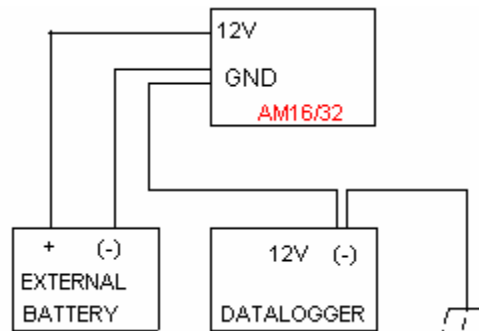 12V
GND
AM16/32
+ (-)
EXTERNAL
BATTERY
12V (-)
DATALOGGER